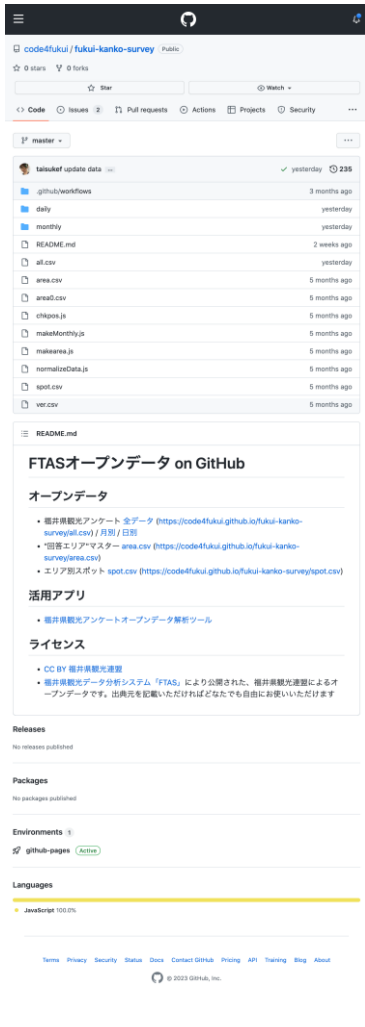 code4fukui / fukui-kanko-survey Public
0 stars 0 forks
Star Watch
Code Issues 2 Pull requests Actions Projects Security ...
master ...
taisukef update data ... yesterday 235
.github/workflows 3 months ago
daily yesterday
monthly yesterday
README.md 2 weeks ago
all.csv yesterday
area.csv 5 months ago
area0.csv 5 months ago
chkpos.js 5 months ago
makeMonthly.js 5 months ago
makearea.js 5 months ago
normalizeData.js 5 months ago
spot.csv 5 months ago
ver.csv 5 months ago
README.md
FTASオープンデータ on GitHub
オープンデータ
• 福井県観光アンケート 全データ (https://code4fukui.github.io/fukui-kanko-
survey/all.csv) / 月別 / 日別
• "回答エリア"マスター area.csv (https://code4fukui.github.io/fukui-kanko-
survey/area.csv)
• エリア別スポット spot.csv (https://code4fukui.github.io/fukui-kanko-survey/spot.csv)
活用アプリ
• 福井県観光アンケートオープンデータ解析ツール
ライセンス
• CC BY 福井県観光連盟
• 福井県観光データ分析システム「FTAS」により公開された、福井県観光連盟によるオ
ープンデータです。出典元を記載いただければどなたでも自由にお使いいただけます
Releases
No releases published
Packages
No packages published
Environments 1
github-pages Active
Languages
JavaScript 100.0%
Terms Privacy Security Status Docs Contact GitHub Pricing API Training Blog About
© 2023 GitHub, Inc.